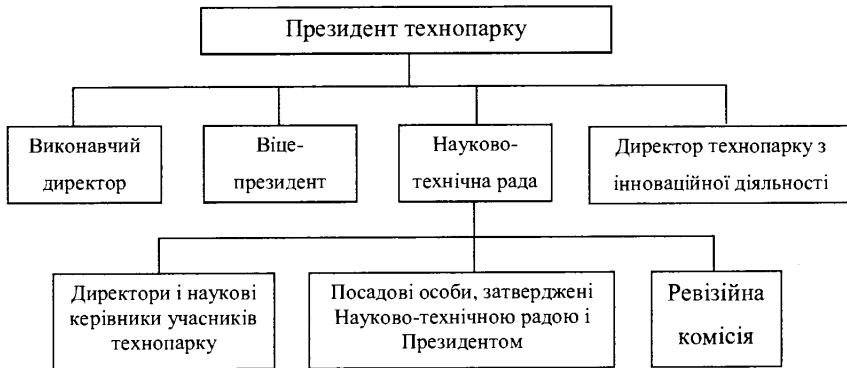 Президент технопарку
Виконавчий
директор
Віце-
президент
Науково-
технічна рада
Директор технопарку з
інноваційної діяльності
Директори і наукові
керівники учасників
технопарку
Посадові особи, затверджені
Науково-технічною радою і
Президентом
Ревізійна
комісія